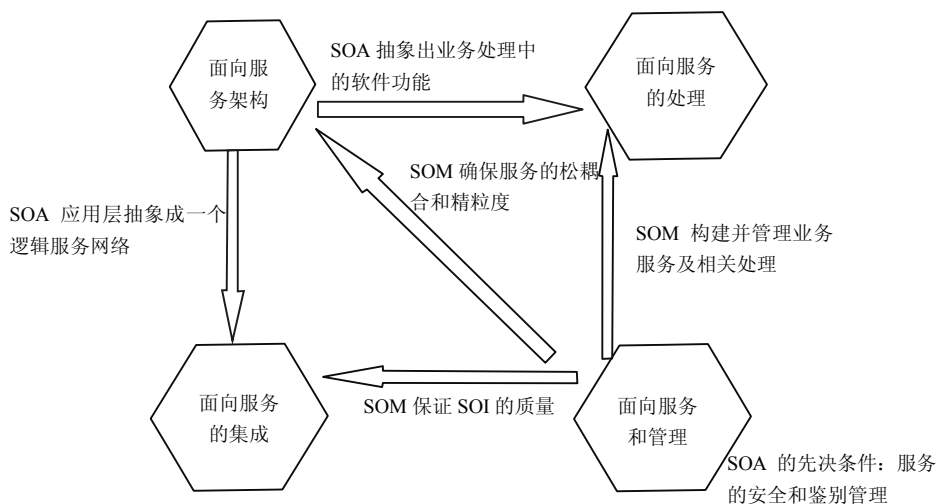 面向服
务架构
SOA 抽象出业务处理中
的软件功能
面向服务
的处理
SOM 确保服务的松耦
合和精粒度
SOA 应用层抽象成一个
逻辑服务网络
SOM 构建并管理业务
服务及相关处理
面向服务
的集成
SOM 保证 SOI 的质量
面向服务
和管理
SOA 的先决条件：服务
的安全和鉴别管理